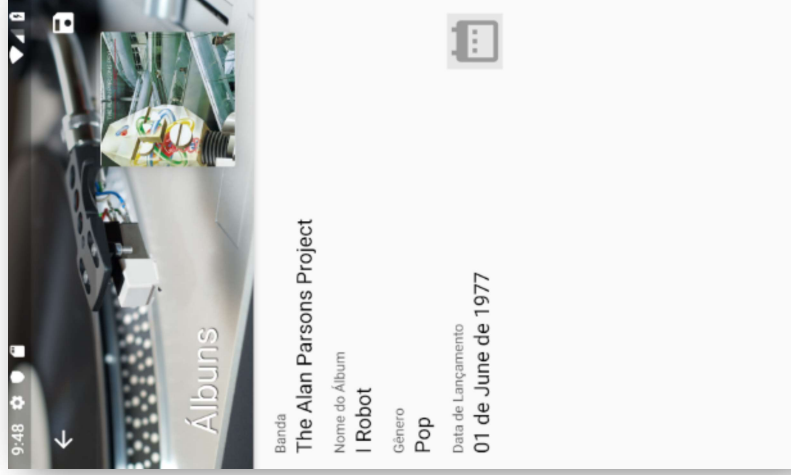 9:48
Álbuns
Banda
The Alan Parsons Project
Nome do Álbum
I Robot
Gênero
Pop
Data de Lançamento
01 de June de 1977